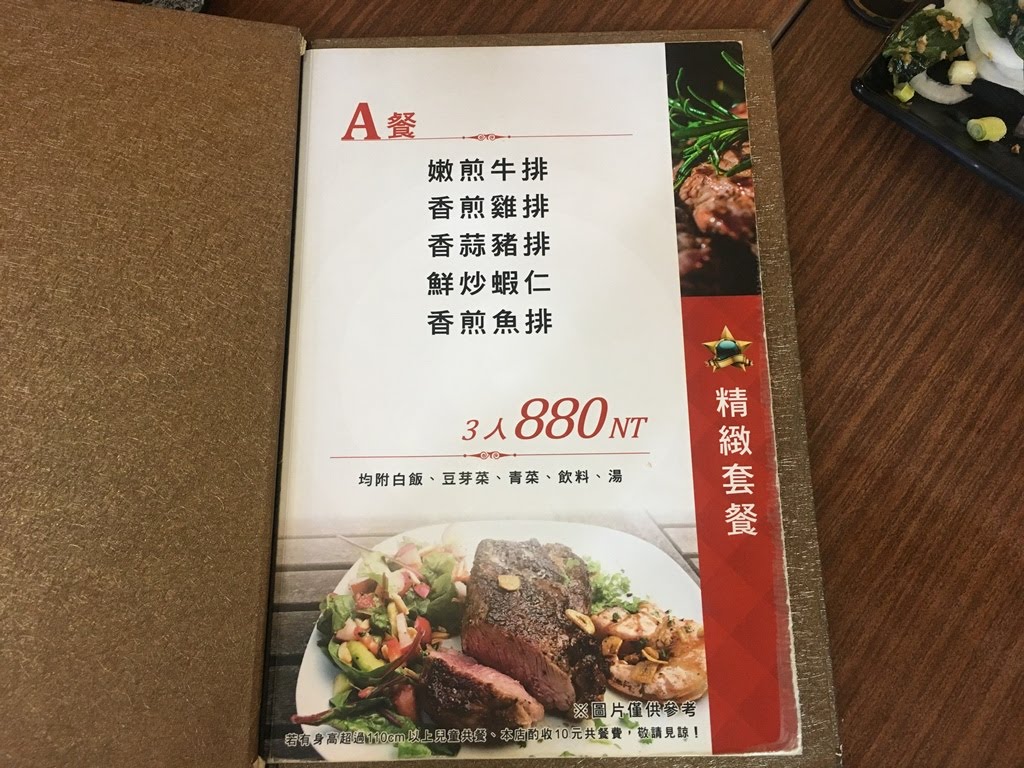 A餐
嫩煎牛排
香煎雞排
香蒜豬排
鮮炒蝦仁
香煎魚排
3人880NT
均附白飯、豆芽菜、青菜、飲料、湯
※圖片僅供參考
若有身高超過110cm以上兒童共餐、本店酌收10元共餐費，敬請見諒！
精緻套餐